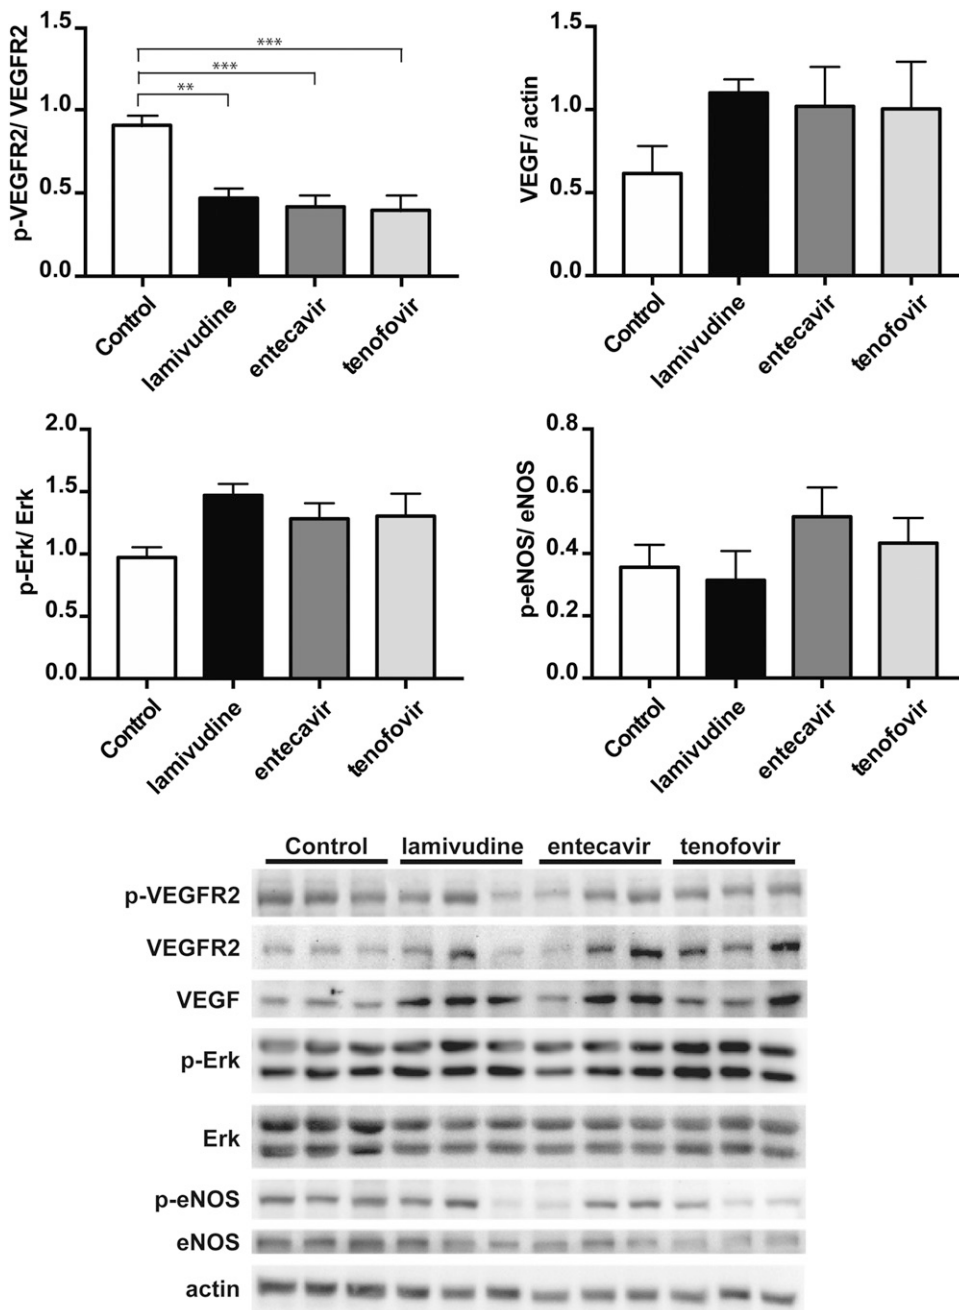 p-VEGFR2/ VEGFR2
1.5
1.0
0.5
0.0
***
***
**
Control
lamivudine
entecavir
tenofovir
VEGF/ actin
1.5
1.0
0.5
0.0
Control
lamivudine
entecavir
tenofovir
p-Erk/ Erk
2.0
1.5
1.0
0.5
0.0
Control
lamivudine
entecavir
tenofovir
p-eNOS/ eNOS
0.8
0.6
0.4
0.2
0.0
Control
lamivudine
entecavir
tenofovir
Control lamivudine entecavir tenofovir
p-VEGFR2
VEGFR2
VEGF
p-Erk
Erk
p-eNOS
eNOS
actin